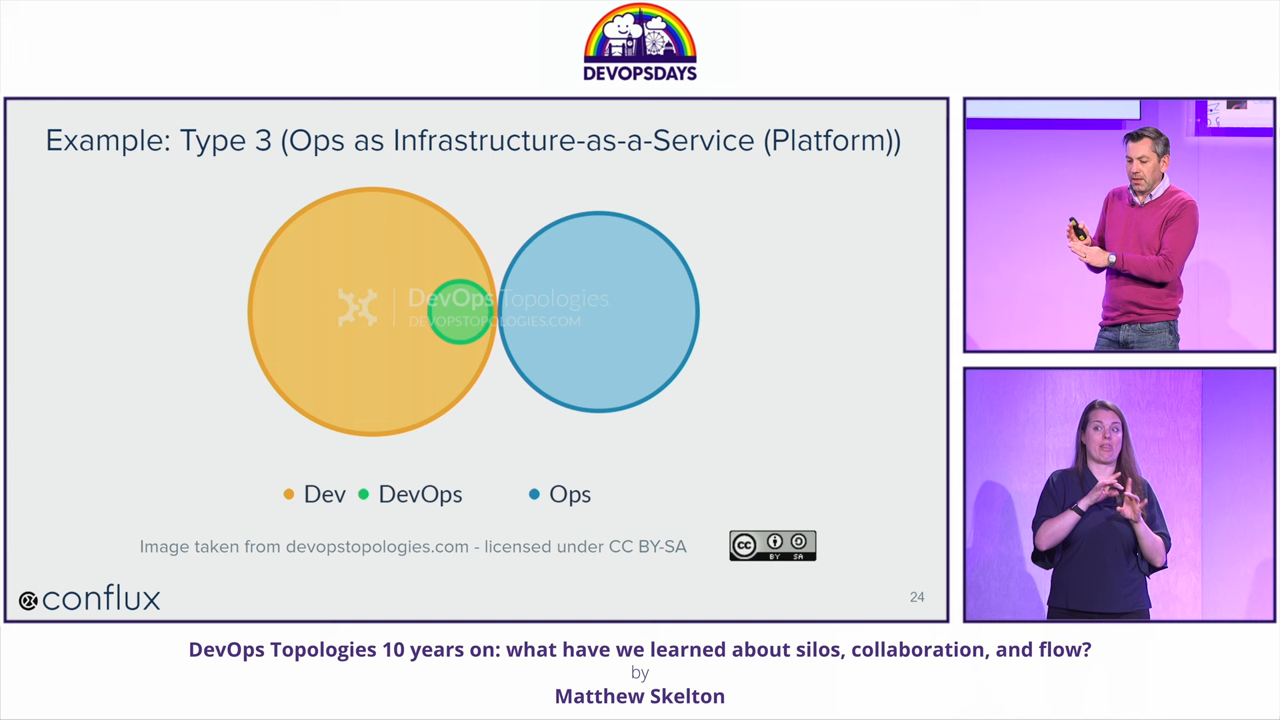 DEVOPSDAYS
Example: Type 3 (Ops as Infrastructure-as-a-Service (Platform))
DevOps Topologies
DEVOPSTOPOLOGIES.COM
Dev DevOps Ops
Image taken from devopstopologies.com - licensed under CC BY-SA
cc BY SA
conflux
24
DevOps Topologies 10 years on: what have we learned about silos, collaboration, and flow?
by
Matthew Skelton